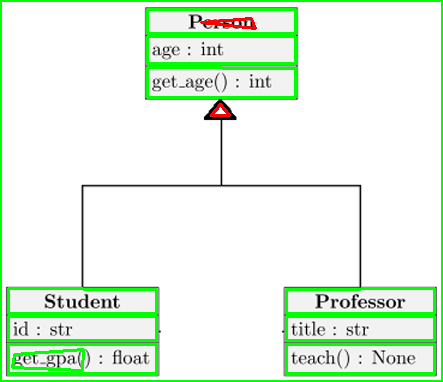 Person
age : int
get_age() : int
Student
id : str
get_gpa() : float
Professor
title : str
teach() : None